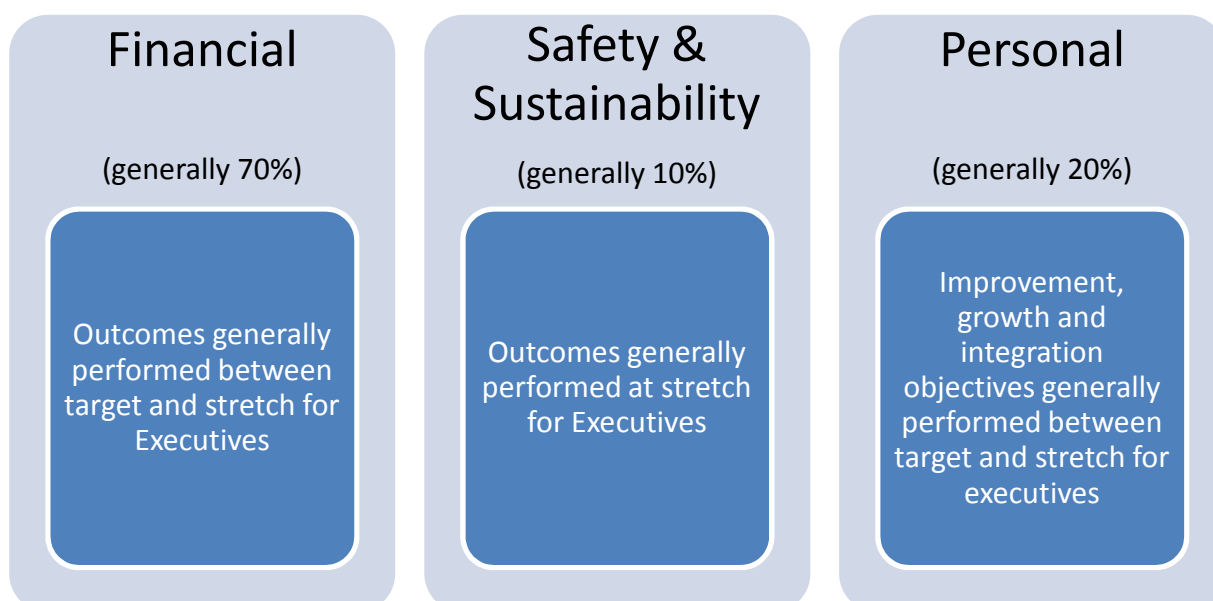 Financial
(generally 70%)
Outcomes generally
performed between
target and stretch for
Executives
Safety &
Sustainability
(generally 10%)
Outcomes generally
performed at stretch
for Executives
Personal
(generally 20%)
Improvement,
growth and
integration
objectives generally
performed between
target and stretch for
executives